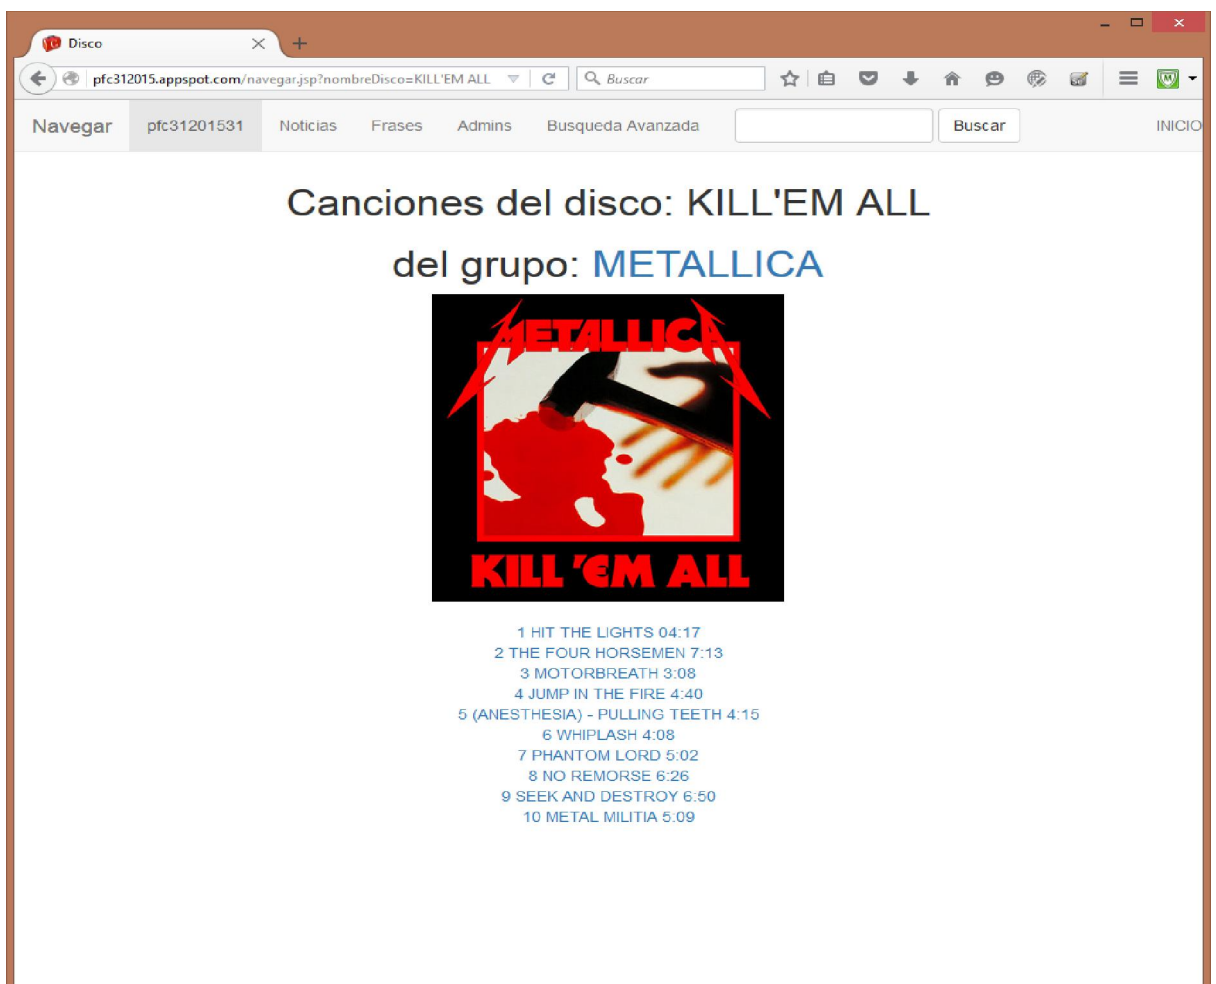 Disco
pfc312015.appspot.com/navegar.jsp?nombreDisco=KILL'EM ALL
Buscar
Navegar pfc31201531 Noticias Frases Admins Busqueda Avanzada Buscar INICIO
Canciones del disco: KILL'EM ALL
del grupo: METALLICA
METALLICA
KILL 'EM ALL
1 HIT THE LIGHTS 04:17
2 THE FOUR HORSEMEN 7:13
3 MOTORBREATH 3:08
4 JUMP IN THE FIRE 4:40
5 (ANESTHESIA) - PULLING TEETH 4:15
6 WHIPLASH 4:08
7 PHANTOM LORD 5:02
8 NO REMORSE 6:26
9 SEEK AND DESTROY 6:50
10 METAL MILITIA 5:09